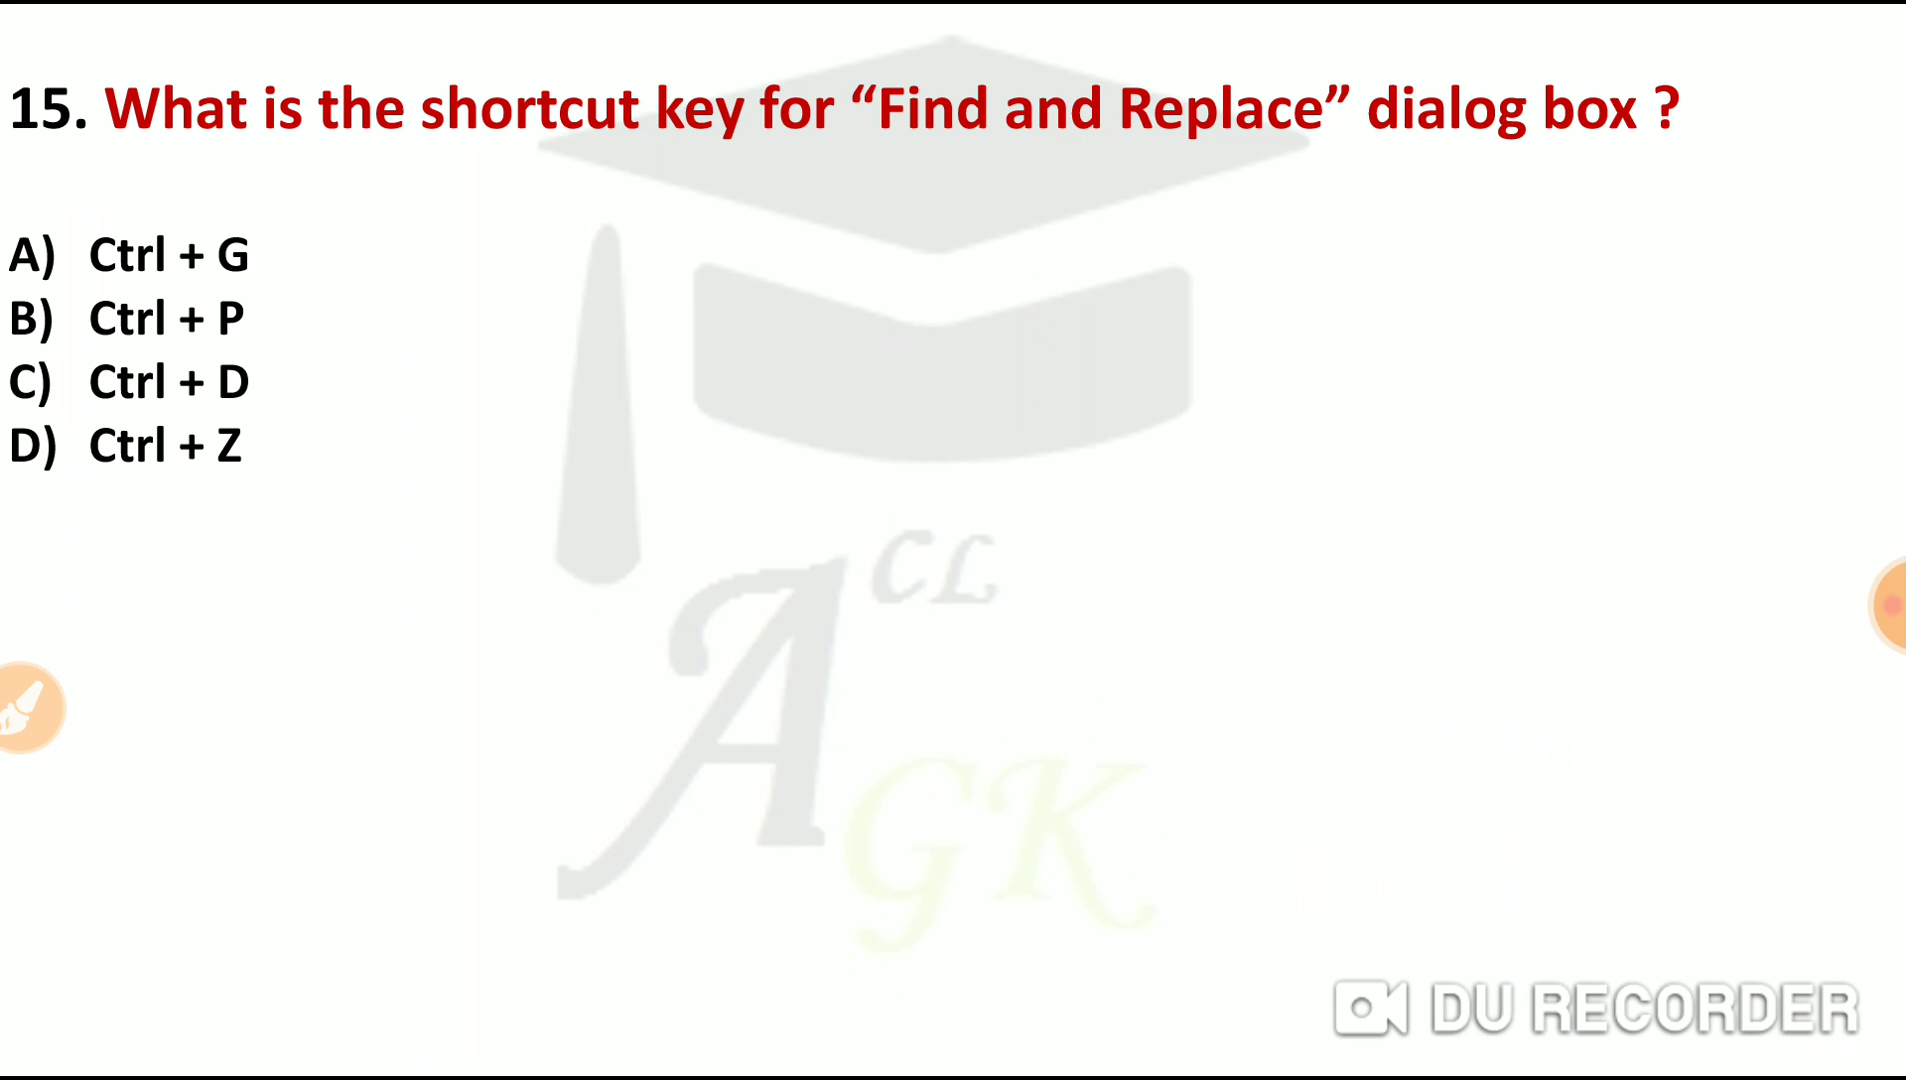 15. What is the shortcut key for “Find and Replace” dialog box ?
A) Ctrl + G
B) Ctrl + P
C) Ctrl + D
D) Ctrl + Z
A CL
GK
DU RECORDER